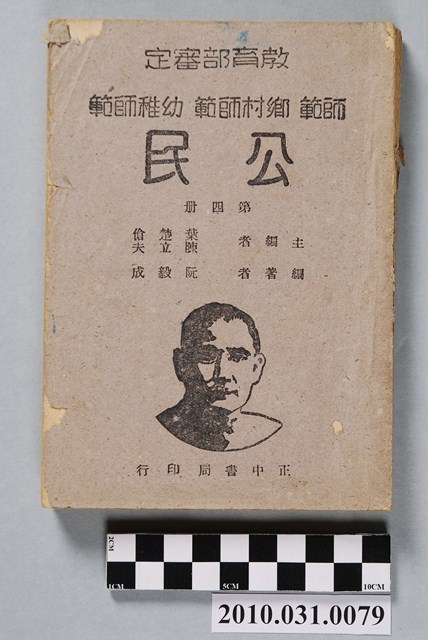 教育部審定
師範 鄉村師範 幼稚師範
公民
第四册
主編者 葉楚傖
陳立夫
編著者 阮毅成
正中書局印行
2CM
1CM 5CM 10CM
2010.031.0079